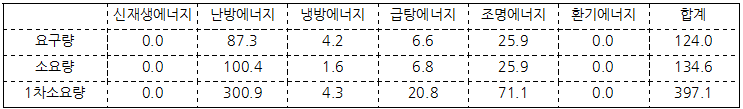 신재생에너지 난방에너지 냉방에너지 급탕에너지 조명에너지 환기에너지 합계
요구량 0.0 87.3 4.2 6.6 25.9 0.0 124.0
소요량 0.0 100.4 1.6 6.8 25.9 0.0 134.6
1차소요량 0.0 300.9 4.3 20.8 71.1 0.0 397.1